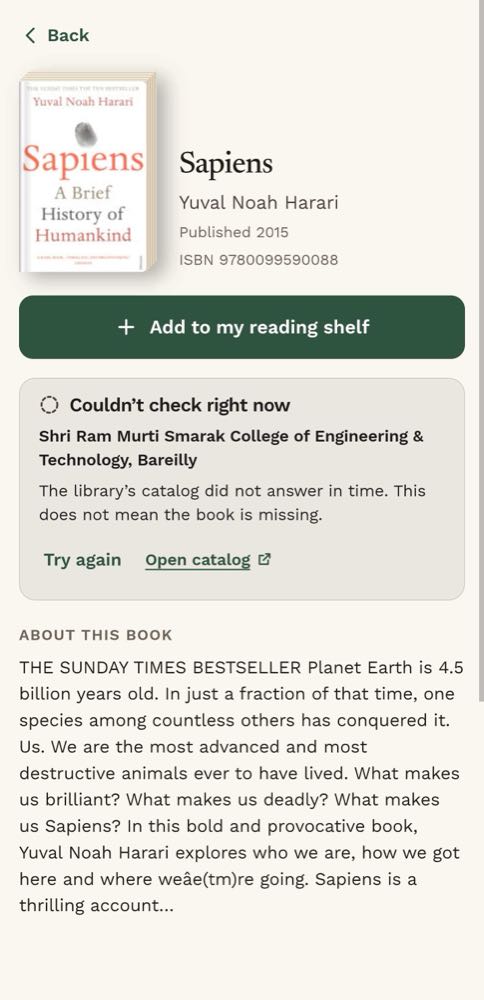 Back
THE SUNDAY TIMES TOP TEN BESTSELLER
Yuval Noah Harari
Sapiens
A Brief
History of
Humankind
Sapiens
Yuval Noah Harari
Published 2015
ISBN 9780099590088
+ Add to my reading shelf
Couldn’t check right now
Shri Ram Murti Smarak College of Engineering &
Technology, Bareilly
The library’s catalog did not answer in time. This
does not mean the book is missing.
Try again Open catalog
ABOUT THIS BOOK
THE SUNDAY TIMES BESTSELLER Planet Earth is 4.5
billion years old. In just a fraction of that time, one
species among countless others has conquered it.
Us. We are the most advanced and most
destructive animals ever to have lived. What makes
us brilliant? What makes us deadly? What makes
us Sapiens? In this bold and provocative book,
Yuval Noah Harari explores who we are, how we got
here and where weâe(tm)re going. Sapiens is a
thrilling account...